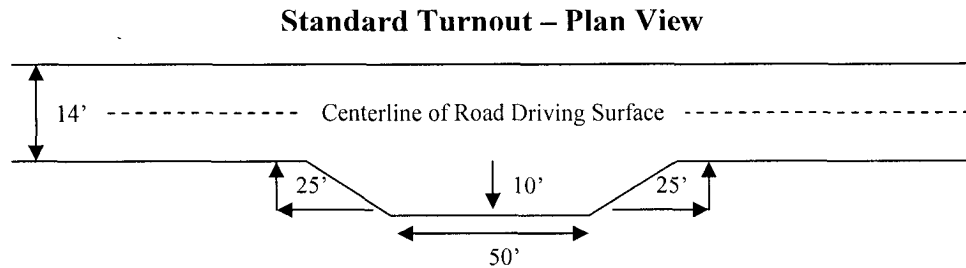 Standard Turnout – Plan View
14'
Centerline of Road Driving Surface
25'
10'
25'
50'